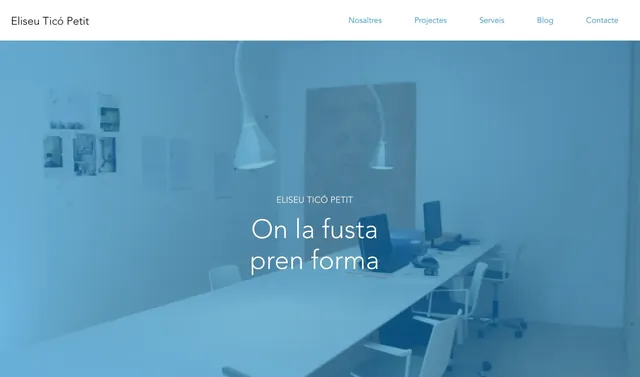 Eliseu Ticó Petit
Nosaltres
Projectes
Serveis
Blog
Contacte
ELISEU TICÓ PETIT
On la fusta
pren forma